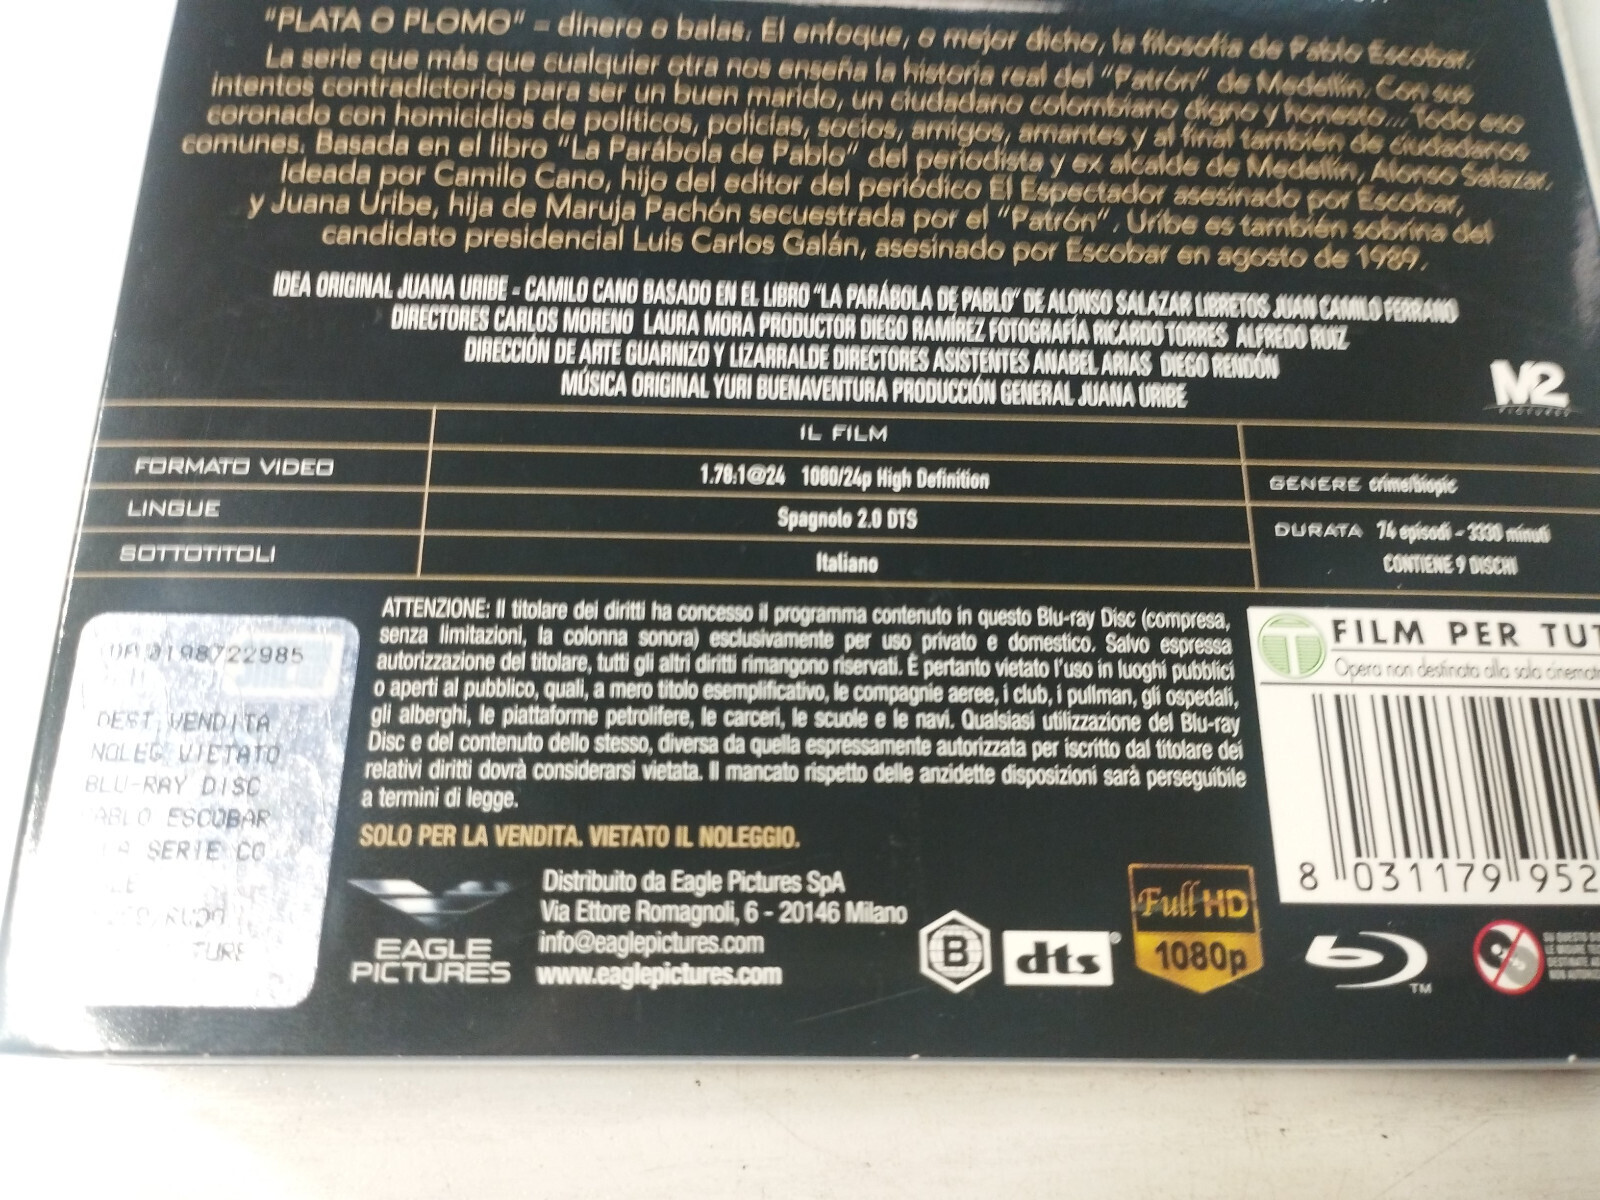 "PLATA O PLOMO" = dinero o balas. El enfoque, o mejor dicho, la filosofía de Pablo Escobar.
La serie que más que cualquier otra nos enseña la historia real del "Patrón" de Medellín. Con sus
intentos contradictorios para ser un buen marido, un ciudadano colombiano digno y honesto... Todo eso
coronado con homicidios de políticos, policías, socios, amigos, amantes y al final también de ciudadanos
comunes. Basada en el libro "La Parábola de Pablo" del periodista y ex alcalde de Medellín, Alonso Salazar.
Ideada por Camilo Cano, hijo del editor del periódico El Espectador asesinado por Escobar,
y Juana Uribe, hija de Maruja Pachón secuestrada por el "Patrón". Uribe es también sobrina del
candidato presidencial Luis Carlos Galán, asesinado por Escobar en agosto de 1989.
IDEA ORIGINAL JUANA URIBE - CAMILO CANO BASADO EN EL LIBRO "LA PARÁBOLA DE PABLO" DE ALONSO SALAZAR LIBRETOS JUAN CAMILO FERRAND
DIRECTORES CARLOS MORENO LAURA MORA PRODUCTOR DIEGO RAMÍREZ FOTOGRAFÍA RICARDO TORRES ALFREDO RUIZ
DIRECCIÓN DE ARTE GUARNIZO Y LIZARRALDE DIRECTORES ASISTENTES ANABEL ARIAS DIEGO RENDÓN
MÚSICA ORIGINAL YURI BUENAVENTURA PRODUCCIÓN GENERAL JUANA URIBE
M2
PICTURES
IL FILM
FORMATO VIDEO
1.78:1@24 1080/24p High Definition
LINGUE
Spagnolo 2.0 DTS
SOTTOTITOLI
Italiano
GENERE crime/biopic
DURATA 74 episodi - 3330 minuti
CONTIENE 9 DISCHI
ATTENZIONE: Il titolare dei diritti ha concesso il programma contenuto in questo Blu-ray Disc (compresa,
senza limitazioni, la colonna sonora) esclusivamente per uso privato e domestico. Salvo espressa
autorizzazione del titolare, tutti gli altri diritti rimangono riservati. È pertanto vietato l'uso in luoghi pubblici
o aperti al pubblico, quali, a mero titolo esemplificativo, le compagnie aeree, i club, i pullman, gli ospedali,
gli alberghi, le piattaforme petrolifere, le carceri, le scuole e le navi. Qualsiasi utilizzazione del Blu-ray
Disc e del contenuto dello stesso, diversa da quella espressamente autorizzata per iscritto dal titolare dei
relativi diritti dovrà considerarsi vietata. Il mancato rispetto delle anzidette disposizioni sarà perseguibile
a termini di legge.
SOLO PER LA VENDITA. VIETATO IL NOLEGGIO.
0198722985
DEST.VENDITA
NOLEG VIETATO
BLU-RAY DISC
ABLO ESCOBAR
LA SERIE CO
EAGLE
PICTURES
Distribuito da Eagle Pictures SpA
Via Ettore Romagnoli, 6 - 20146 Milano
info@eaglepictures.com
www.eaglepictures.com
B
dts
Full HD
1080p
T FILM PER TUT
Opera non destinata alla sala cinemato
8 031179 952